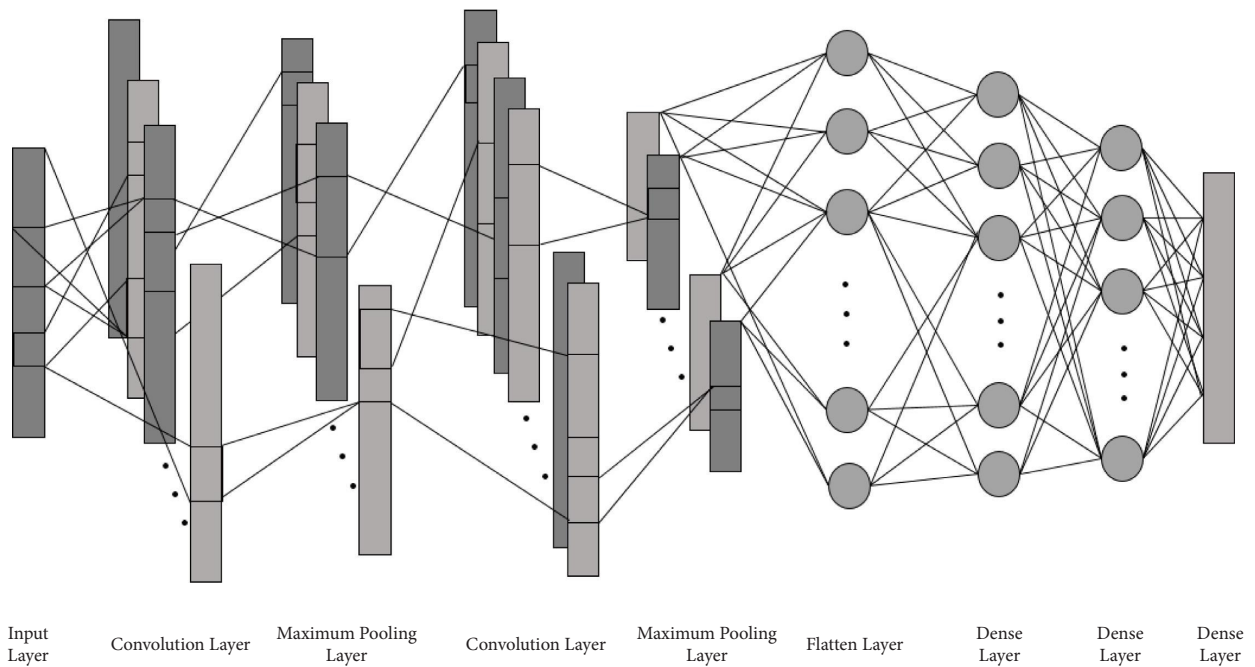 Input
Layer
Convolution Layer
Maximum Pooling
Layer
Convolution Layer
Maximum Pooling
Layer
Flatten Layer
Dense
Layer
Dense
Layer
Dense
Layer